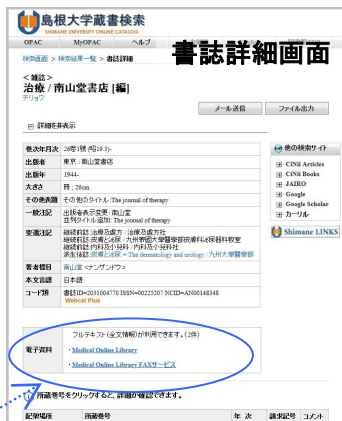 島根大学蔵書検索
SHIMANE UNIVERSITY ONLINE CATALOG
OPAC MyOPAC ヘルプ
書誌詳細画面
検索画面 > 検索結果一覧 > 書誌詳細
<雑誌>
治療 / 南山堂書店 [編]
チリョウ
メール送信 ファイル出力
詳細を非表示
巻次年月次 26巻1號 (昭19.5)-
出版者 東京 : 南山堂書店
出版年 1944-
大きさ 冊 ; 26cm
その他表題 その他のタイトル:The journal of therapy
一般注記 出版者表示変更: 南山堂
並列タイトル追加: The journal of therapy
変遷注記 継続前誌:治療及處方 / 治療及處方社
継続前誌:皮膚と泌尿 / 九州帝國大學醫學部皮膚科泌尿器科教室
継続前誌:内科及小兒科 / 内科及小兒科社
派生後誌:皮膚と泌尿 = The dermatology and urology / 九州大學醫學部
著者標目 南山堂 <ナンザンドウ>
本文言語 日本語
コード類 書誌ID=2031004770 ISSN=00225207 NCID=AN00148348
Webcat Plus
他の検索サイト
CiNii Articles
CiNii Books
JAIRO
Google
Google Scholar
カーリル
Shimane LINKS
電子資料
フルテキスト(全文情報)が利用できます。(2件)
・Medical Online Library
・Medical Online Library FAXサービス
所蔵巻号をクリックすると、詳細が確認できます。
配架場所 所蔵巻号 年 次 請求記号 コメント